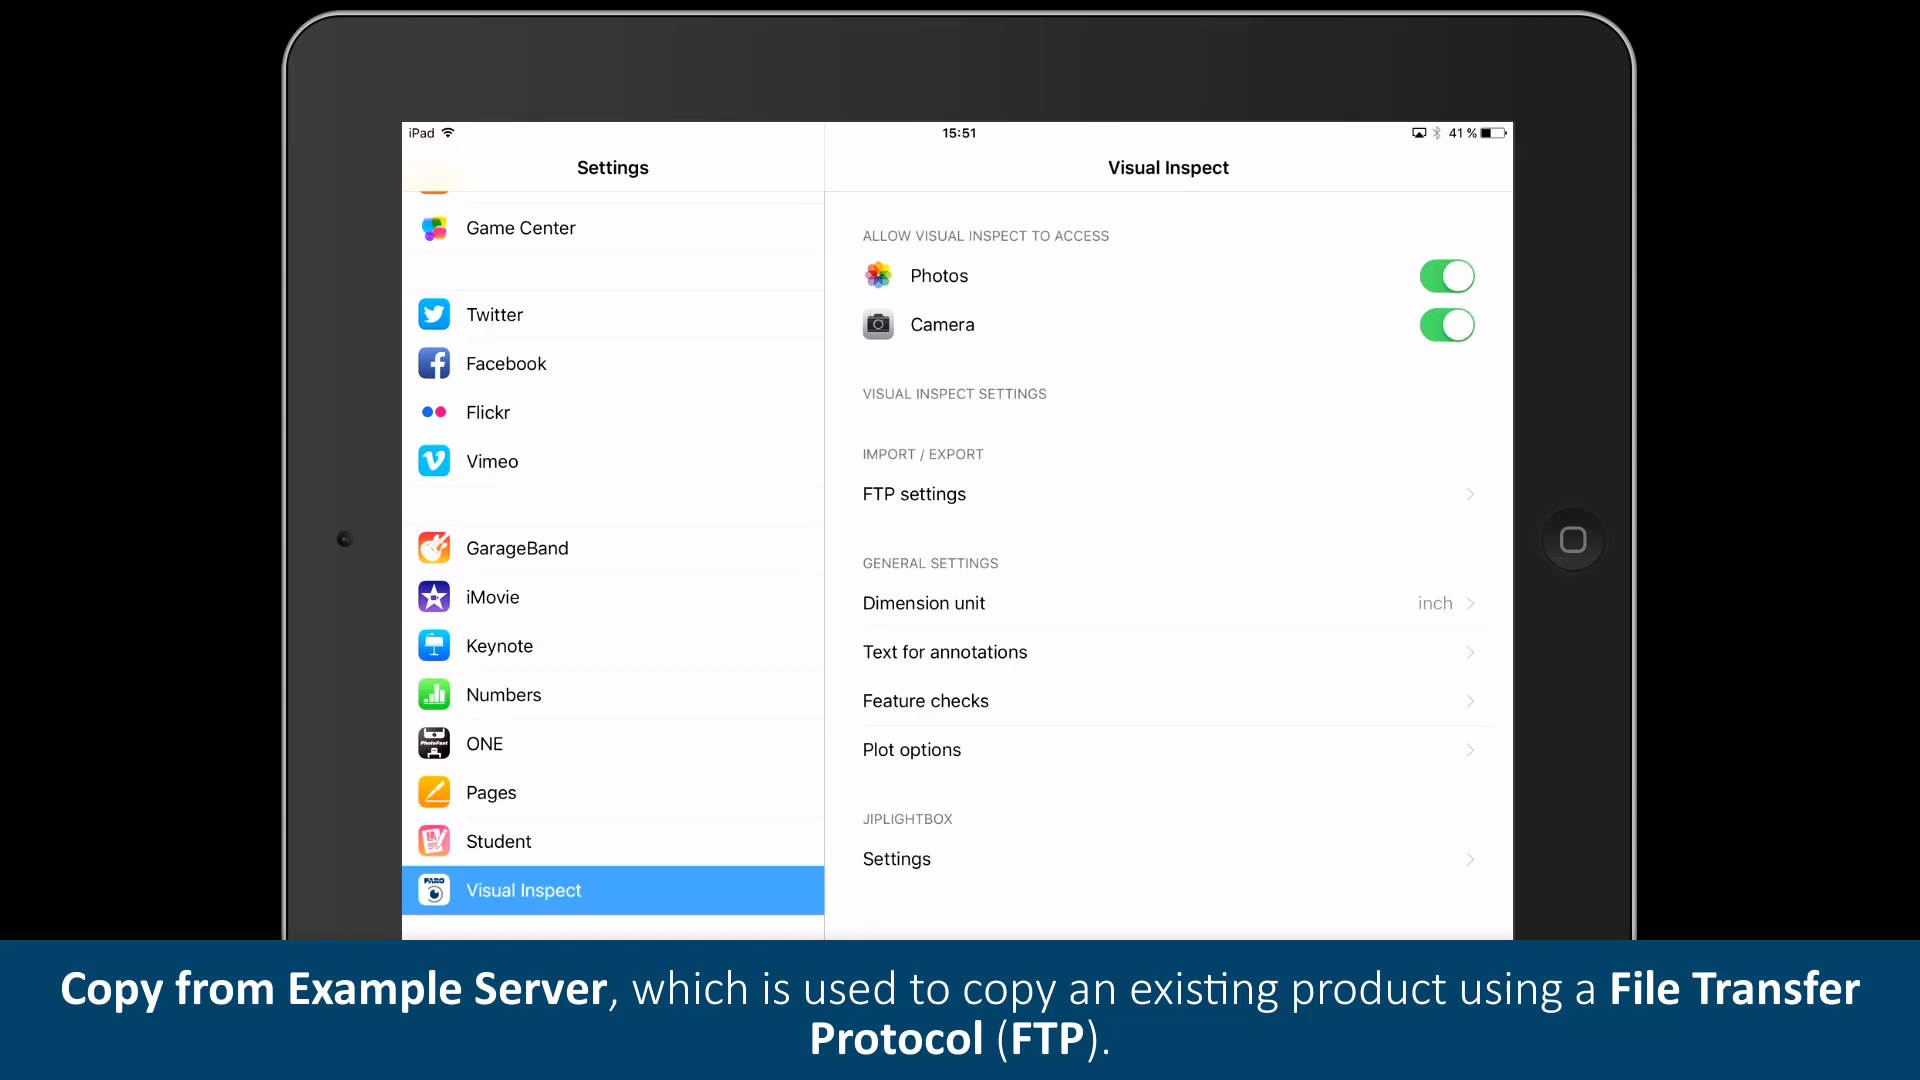 iPad
15:51
41 %
Settings
Visual Inspect
Game Center
Twitter
Facebook
Flickr
Vimeo
GarageBand
iMovie
Keynote
Numbers
PhotoFast
ONE
Pages
Student
FARO
Visual Inspect
ALLOW VISUAL INSPECT TO ACCESS
Photos
Camera
VISUAL INSPECT SETTINGS
IMPORT / EXPORT
FTP settings
GENERAL SETTINGS
Dimension unit inch
Text for annotations
Feature checks
Plot options
JIPLIGHTBOX
Settings
Copy from Example Server, which is used to copy an existing product using a File Transfer
Protocol (FTP).